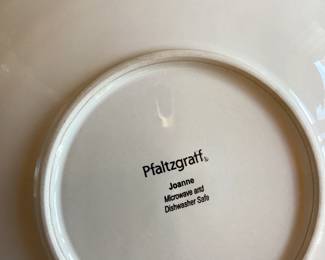 Pfaltzgraff
Joanne
Microwave and
Dishwasher Safe